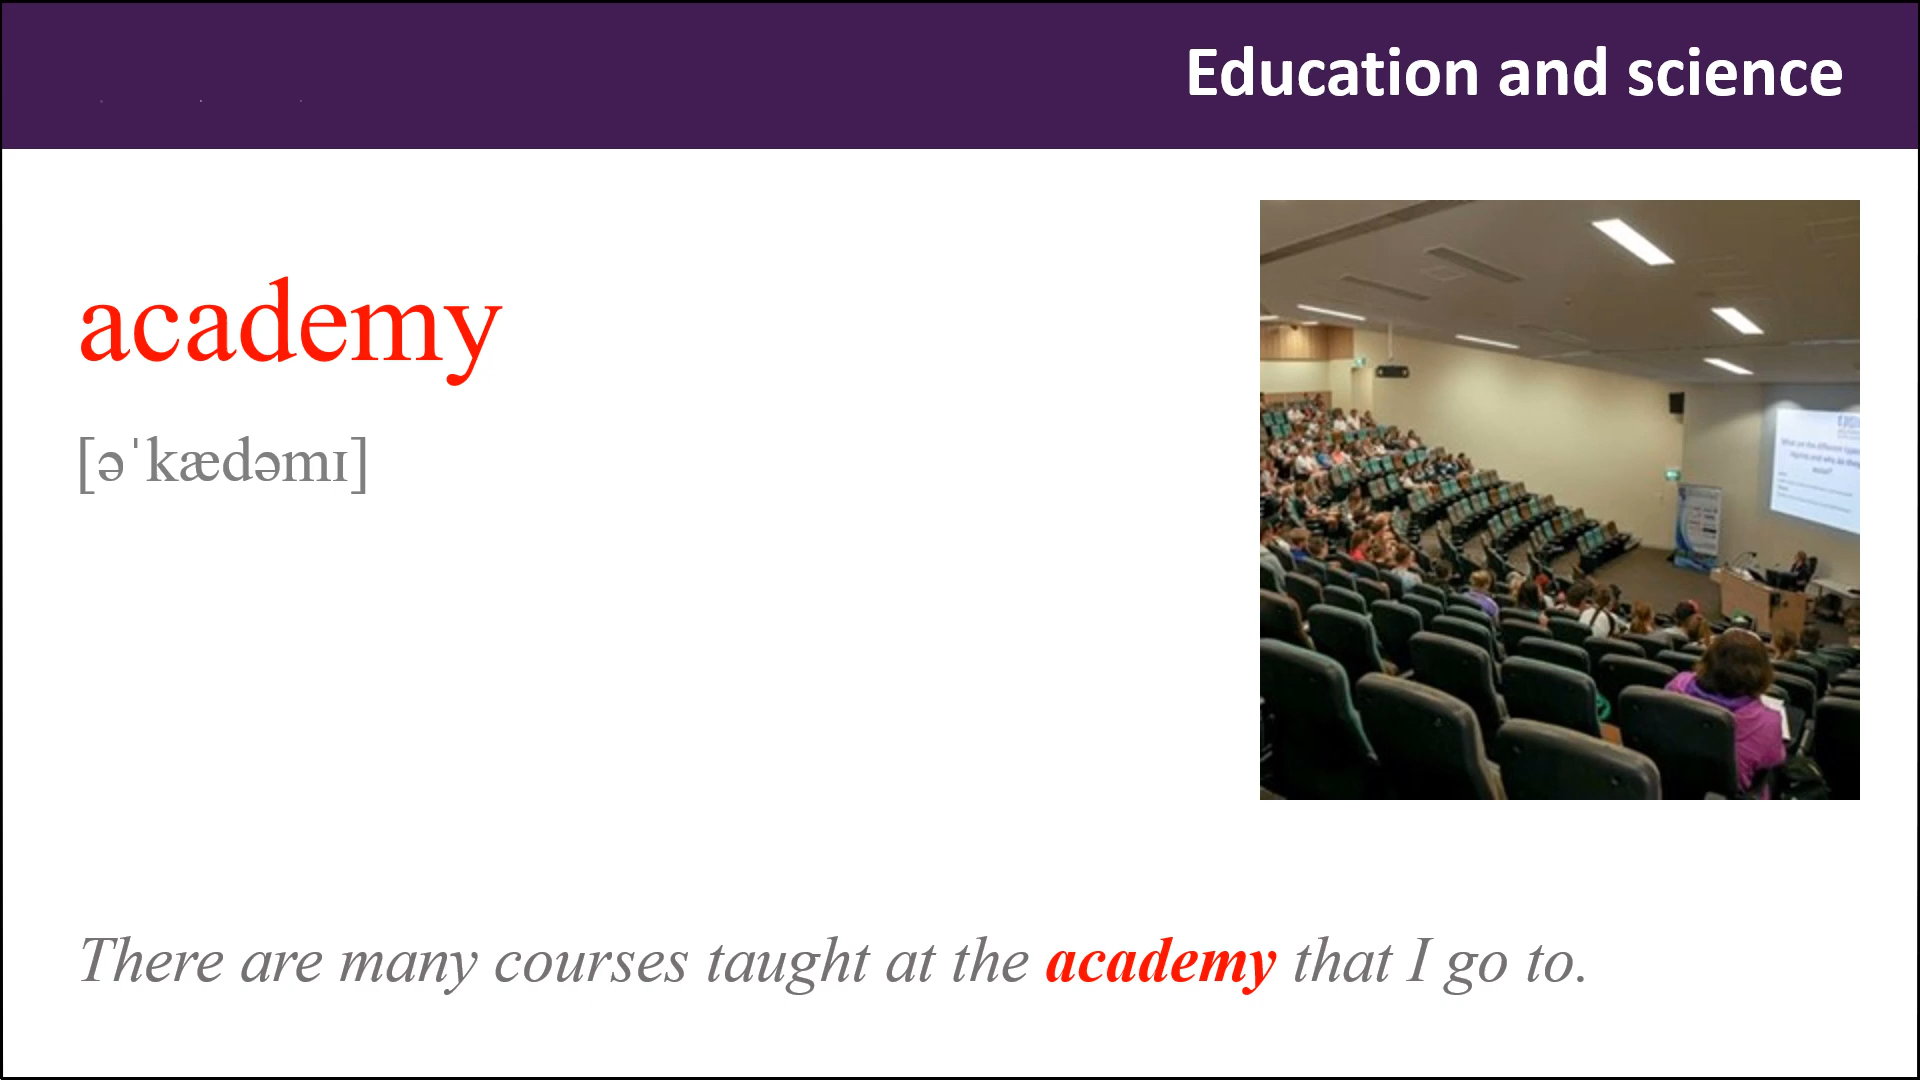 Education and science
academy
[əˈkædəmɪ]
There are many courses taught at the academy that I go to.